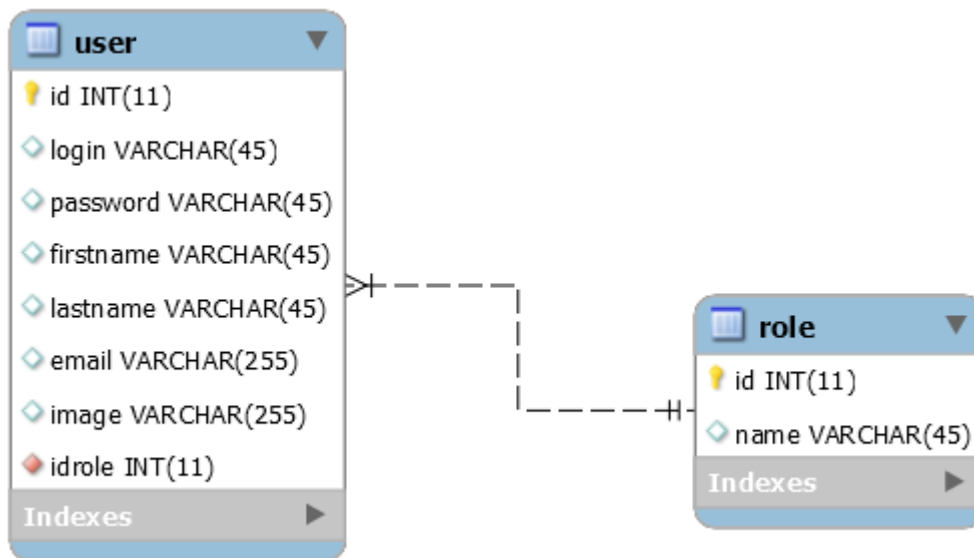 user
id INT(11)
login VARCHAR(45)
password VARCHAR(45)
firstname VARCHAR(45)
lastname VARCHAR(45)
email VARCHAR(255)
image VARCHAR(255)
idrole INT(11)
Indexes
role
id INT(11)
name VARCHAR(45)
Indexes